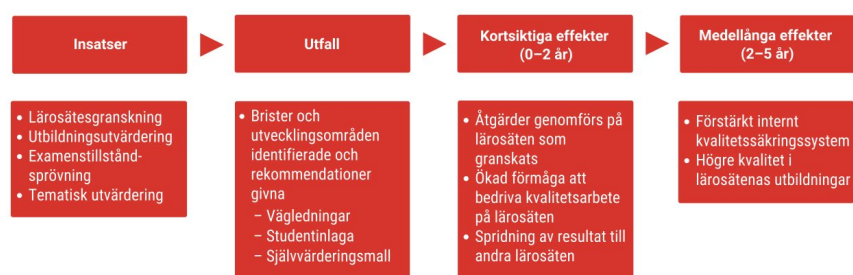 Insatser
Utfall
Kortsiktiga effekter
(0–2 år)
Medellånga effekter
(2–5 år)
• Lärosätesgranskning
• Utbildningsutvärdering
• Examenstillstånd-
sprövning
• Tematisk utvärdering
• Brister och
utvecklingsområden
identifierade och
rekommendationer
givna
– Vägledningar
– Studentinlaga
– Självvärderingsmall
• Åtgärder genomförs på
lärosäten som
granskats
• Ökad förmåga att
bedriva kvalitetsarbete
på lärosäten
• Spridning av resultat till
andra lärosäten
• Förstärkt internt
kvalitetssäkringssystem
• Högre kvalitet i
lärosätenas utbildningar